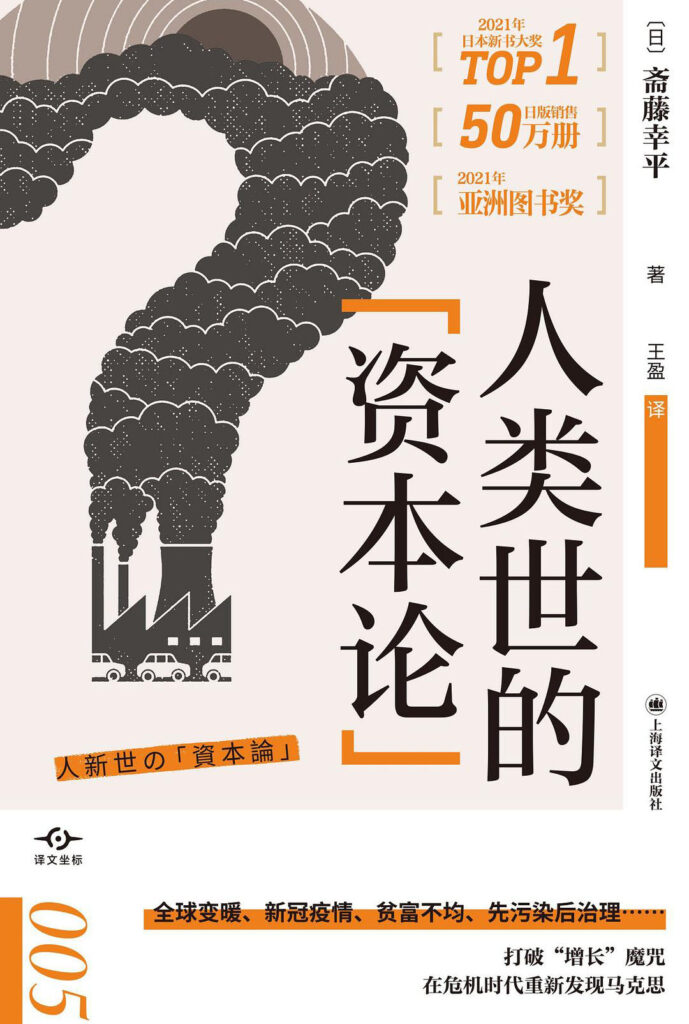 2021年
日本新书大奖
TOP 1
日版销售
50万册
2021年
亚洲图书奖
〔日〕斋藤幸平
著
王盈
译
人类世的
「资本论」
人新世の「資本論」
上海译文出版社
译文坐标
005
全球变暖、新冠疫情、贫富不均、先污染后治理……
打破“增长”魔咒
在危机时代重新发现马克思